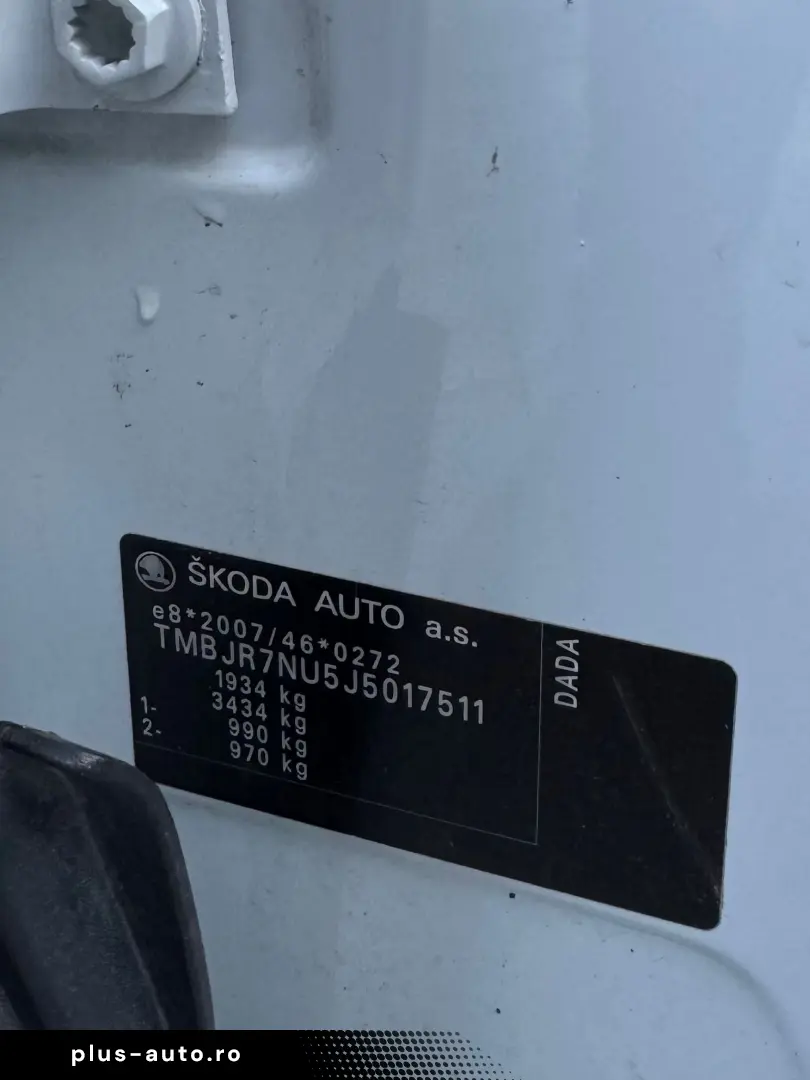 ŠKODA AUTO a.s.
e8*2007/46*0272
TMBJR7NU5J5017511
1934 kg
3434 kg
1- 990 kg
2- 970 kg
DADA
plus-auto.ro